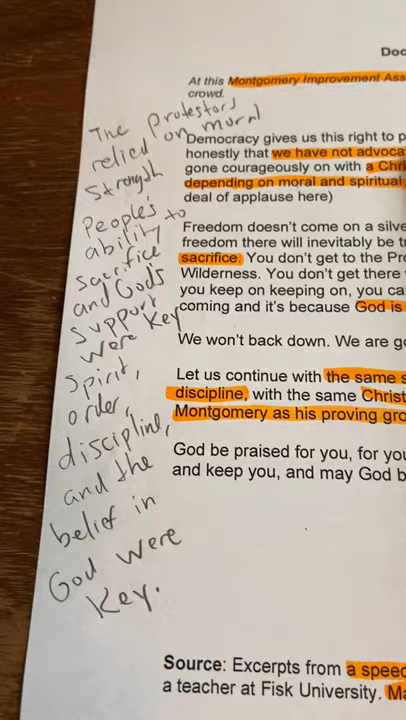 Doc
At this Montgomery Improvement Ass
crowd.
Democracy gives us this right to p
honestly that we have not advoca
gone courageously on with a Chri
depending on moral and spiritual
deal of applause here)
Freedom doesn't come on a silve
freedom there will inevitably be t
sacrifice. You don't get to the Pr
Wilderness. You don't get there
you keep on keeping on, you ca
coming and it's because God is
We won't back down. We are go
Let us continue with the same s
discipline, with the same Christ
Montgomery as his proving gro
God be praised for you, for you
and keep you, and may God b
Source: Excerpts from a speec
a teacher at Fisk University. Ma
The protestors
relied on moral
strength
People's
ability to
sacrifice
and God's
support
were key
Spirit,
order,
discipline,
and the
belief in
God were
key.